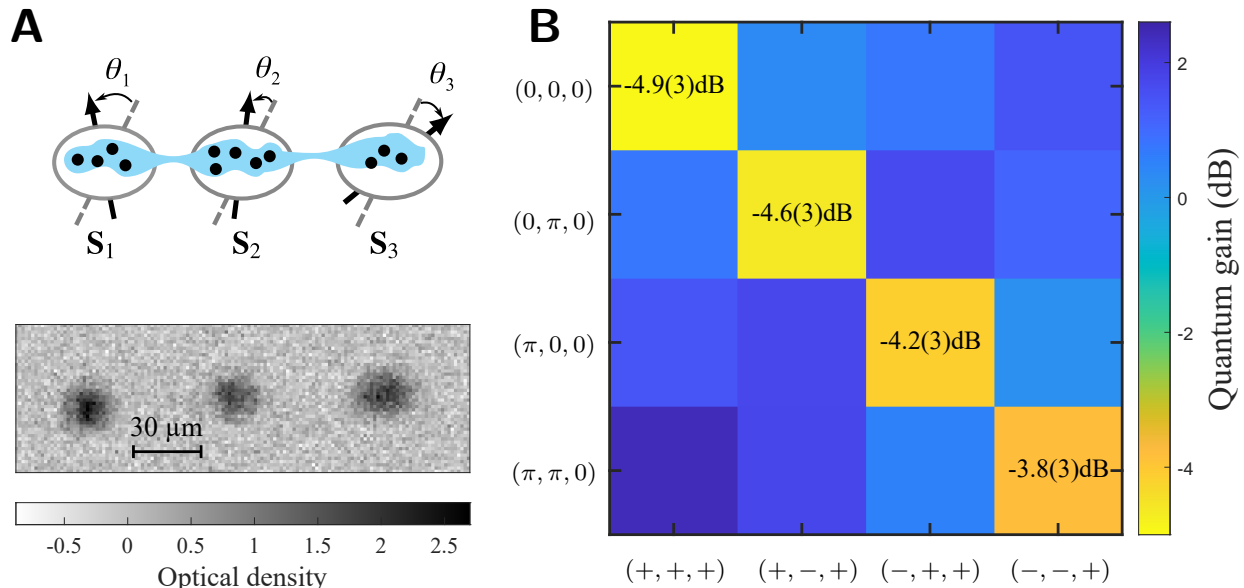 A
θ1
θ2
θ3
S1
S2
S3
30 μm
-0.5
0
0.5
1
1.5
2
2.5
Optical density
B
(0, 0, 0)
(0, π, 0)
(π, 0, 0)
(π, π, 0)
-4.9(3)dB
-4.6(3)dB
-4.2(3)dB
-3.8(3)dB
(+, +, +)
(+, −, +)
(−, +, +)
(−, −, +)
2
0
-2
-4
Quantum gain (dB)